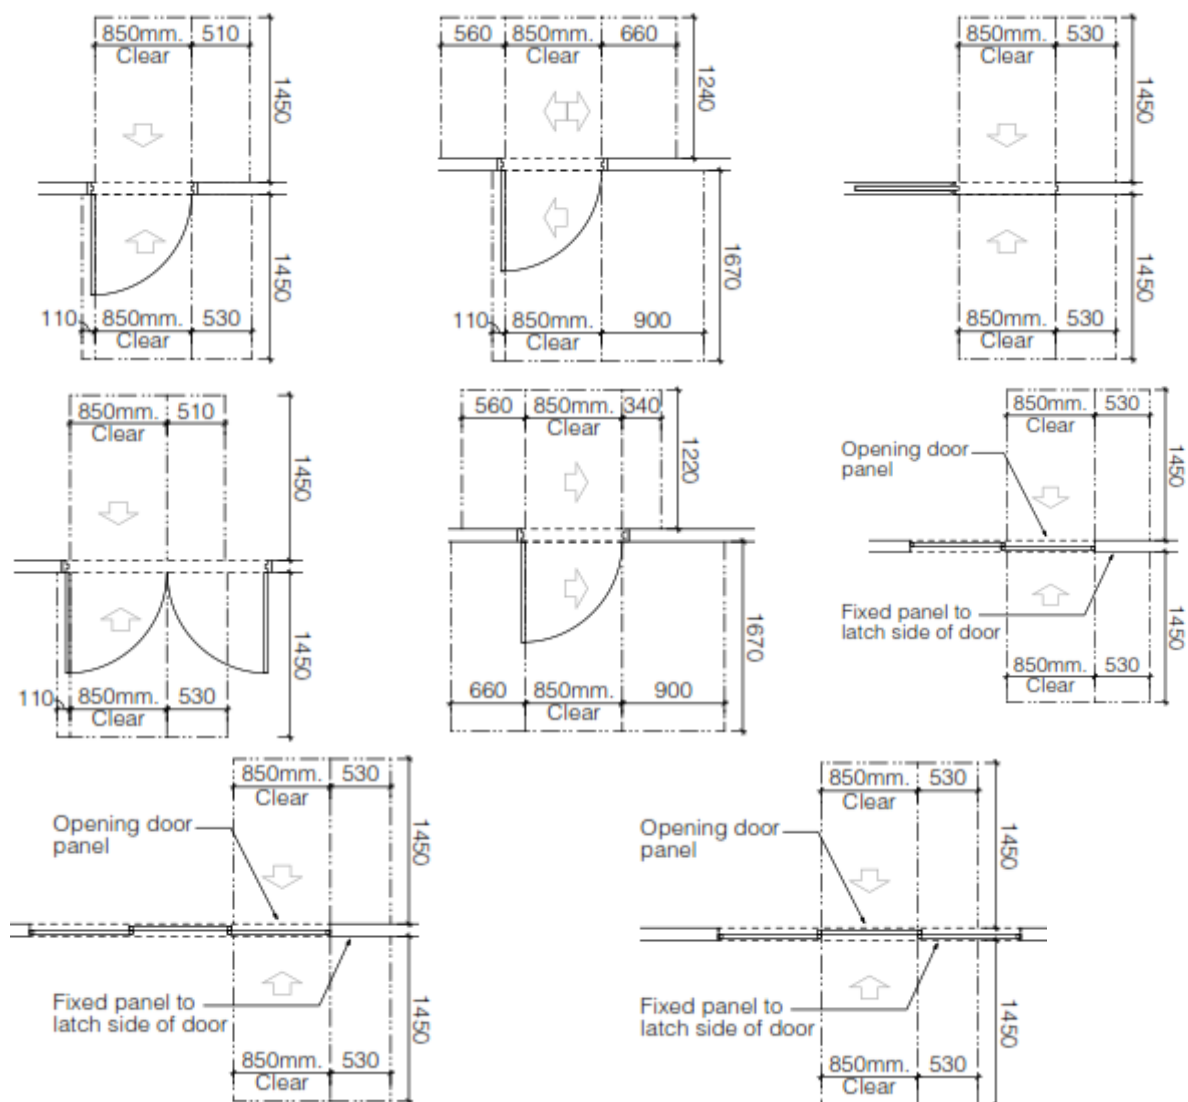 850mm. 510
Clear
1450
1450
110 850mm. 530
Clear
560 850mm. 660
Clear
1240
1670
110 850mm. 900
Clear
850mm. 530
Clear
1450
1450
850mm. 530
Clear
850mm. 510
Clear
1450
1450
110 850mm. 530
Clear
560 850mm. 340
Clear
1220
1670
660 850mm. 900
Clear
850mm. 530
Clear
1450
Opening door
panel
Fixed panel to
latch side of door
1450
850mm. 530
Clear
850mm. 530
Clear
1450
Opening door
panel
Fixed panel to
latch side of door
1450
850mm. 530
Clear
850mm. 530
Clear
1450
Opening door
panel
Fixed panel to
latch side of door
1450
850mm. 530
Clear